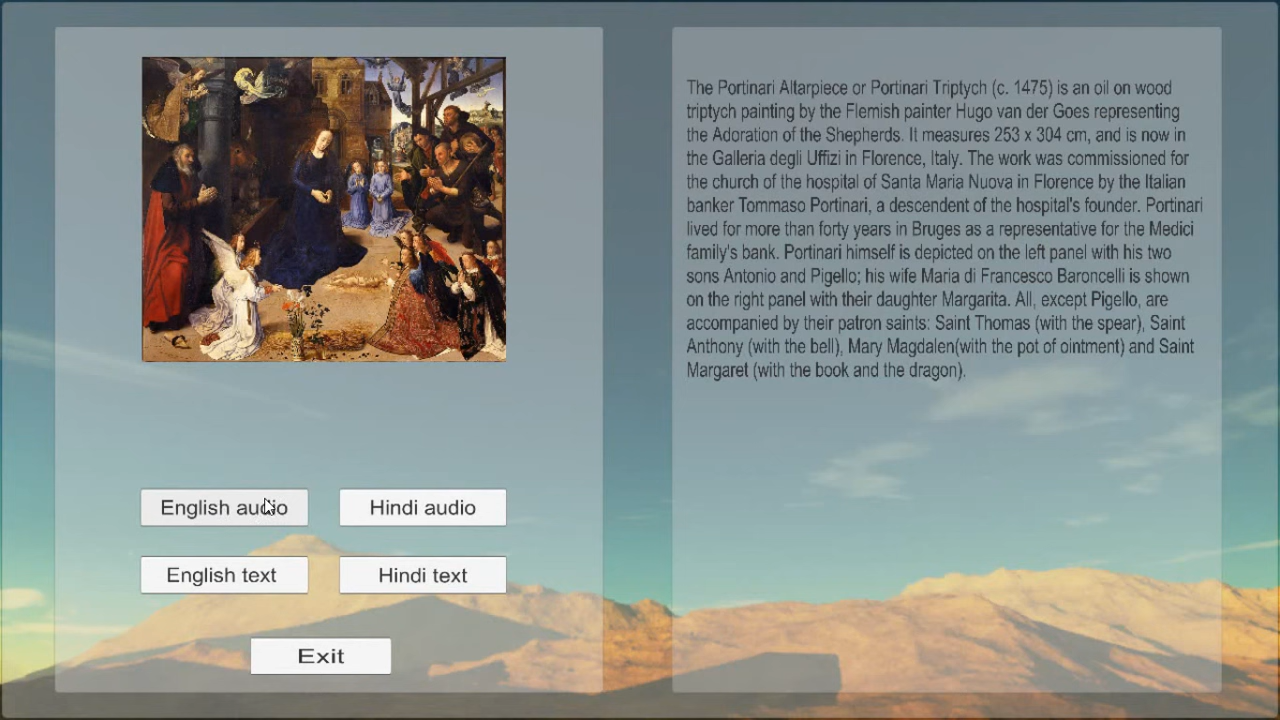 The Portinari Altarpiece or Portinari Triptych (c. 1475) is an oil on wood
triptych painting by the Flemish painter Hugo van der Goes representing
the Adoration of the Shepherds. It measures 253 x 304 cm, and is now in
the Galleria degli Uffizi in Florence, Italy. The work was commissioned for
the church of the hospital of Santa Maria Nuova in Florence by the Italian
banker Tommaso Portinari, a descendent of the hospital's founder. Portinari
lived for more than forty years in Bruges as a representative for the Medici
family's bank. Portinari himself is depicted on the left panel with his two
sons Antonio and Pigello; his wife Maria di Francesco Baroncelli is shown
on the right panel with their daughter Margarita. All, except Pigello, are
accompanied by their patron saints: Saint Thomas (with the spear), Saint
Anthony (with the bell), Mary Magdalen(with the pot of ointment) and Saint
Margaret (with the book and the dragon).
English audio
Hindi audio
English text
Hindi text
Exit